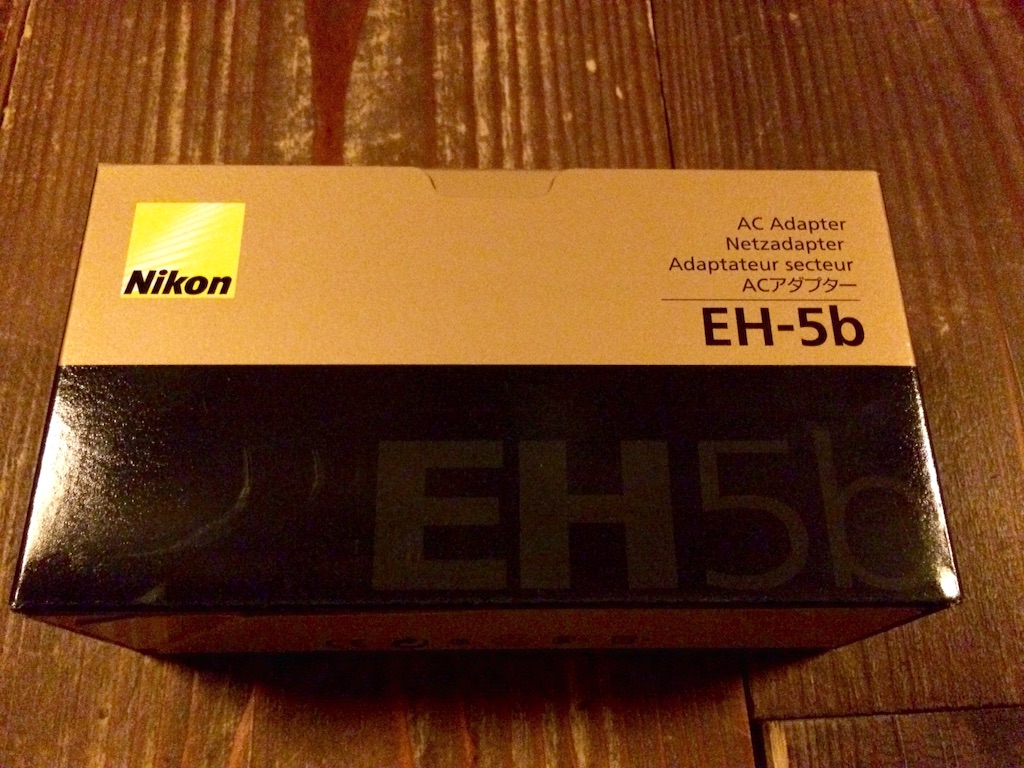 Nikon
AC Adapter
Netzadapter
Adaptateur secteur
ACアダプター
EH-5b
EH5b